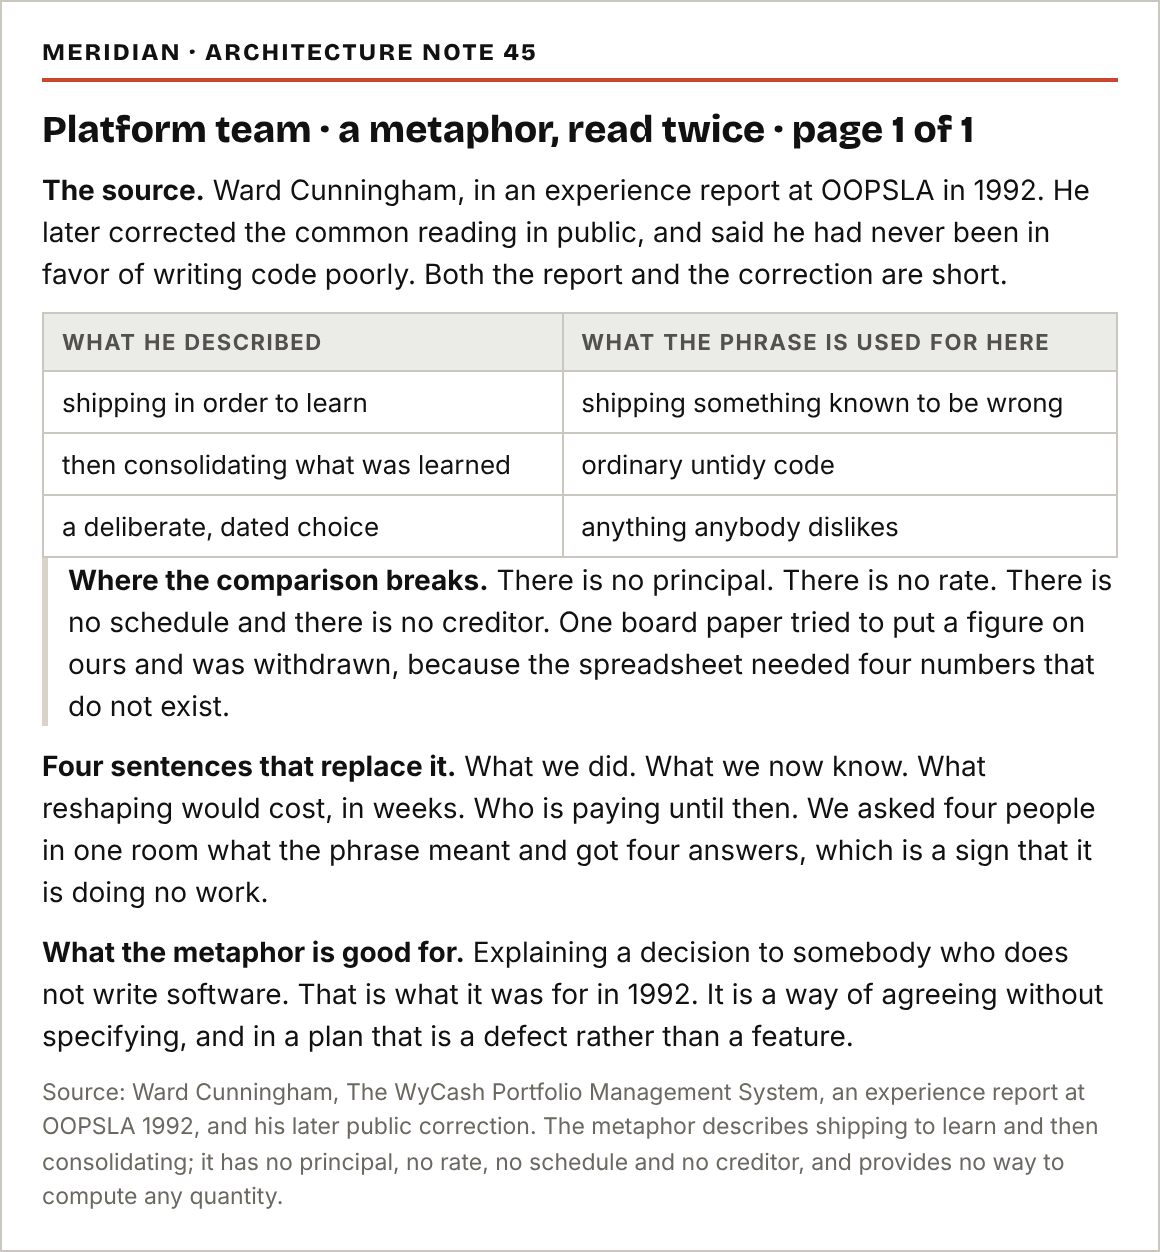 MERIDIAN · ARCHITECTURE NOTE 45
Platform team · a metaphor, read twice · page 1 of 1
The source. Ward Cunningham, in an experience report at OOPSLA in 1992. He
later corrected the common reading in public, and said he had never been in
favor of writing code poorly. Both the report and the correction are short.
WHAT HE DESCRIBED WHAT THE PHRASE IS USED FOR HERE
shipping in order to learn shipping something known to be wrong
then consolidating what was learned ordinary untidy code
a deliberate, dated choice anything anybody dislikes
Where the comparison breaks. There is no principal. There is no rate. There is
no schedule and there is no creditor. One board paper tried to put a figure on
ours and was withdrawn, because the spreadsheet needed four numbers that
do not exist.
Four sentences that replace it. What we did. What we now know. What
reshaping would cost, in weeks. Who is paying until then. We asked four people
in one room what the phrase meant and got four answers, which is a sign that it
is doing no work.
What the metaphor is good for. Explaining a decision to somebody who does
not write software. That is what it was for in 1992. It is a way of agreeing without
specifying, and in a plan that is a defect rather than a feature.
Source: Ward Cunningham, The WyCash Portfolio Management System, an experience report at
OOPSLA 1992, and his later public correction. The metaphor describes shipping to learn and then
consolidating; it has no principal, no rate, no schedule and no creditor, and provides no way to
compute any quantity.